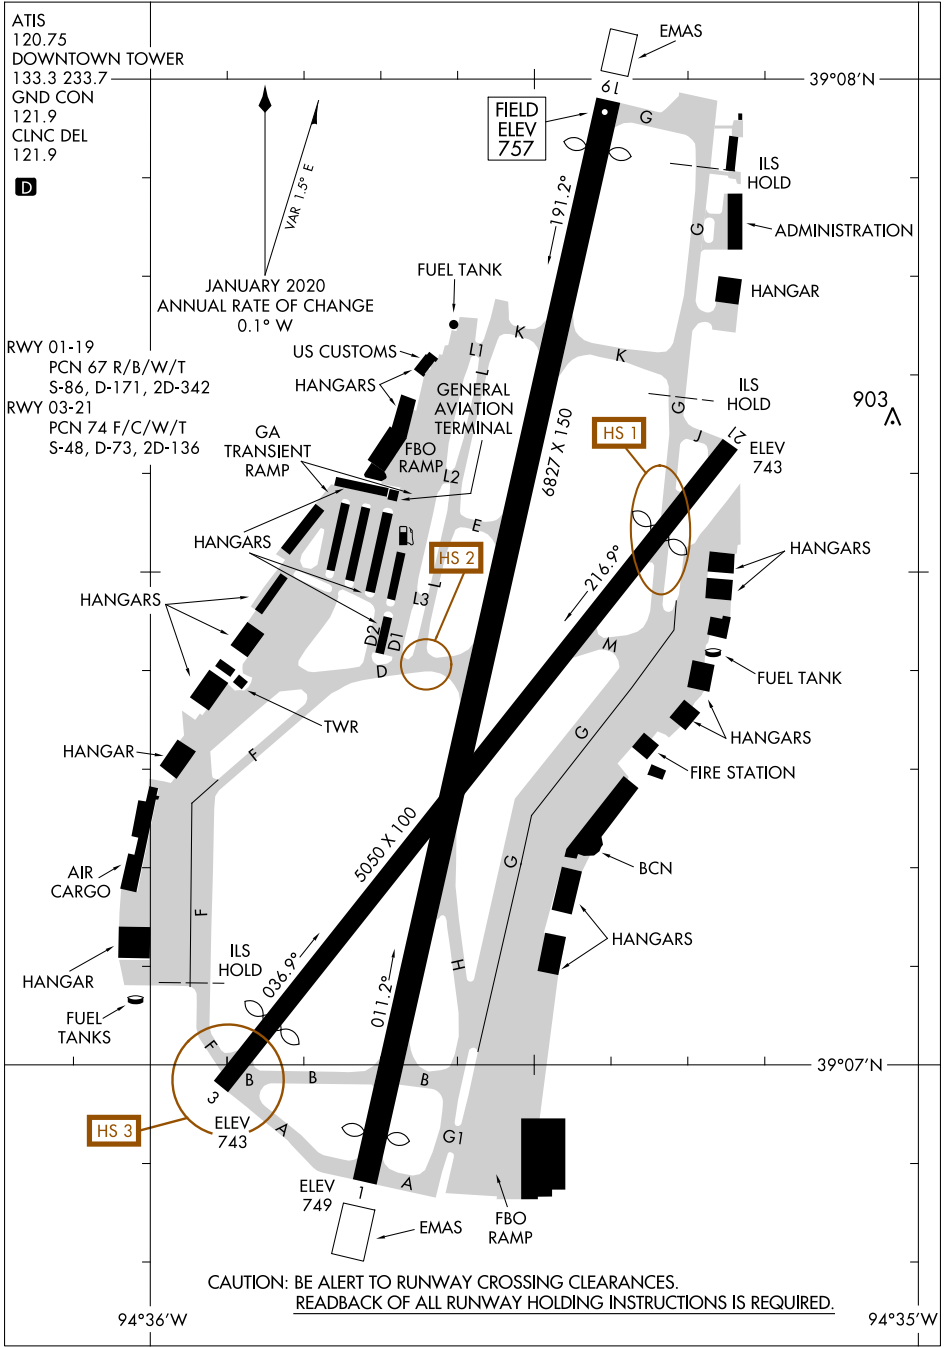 ATIS
120.75
DOWNTOWN TOWER
133.3 233.7
GND CON
121.9
CLNC DEL
121.9
D
VAR 1.5° E
JANUARY 2020
ANNUAL RATE OF CHANGE
0.1° W
RWY 01-19
PCN 67 R/B/W/T
S-86, D-171, 2D-342
RWY 03-21
PCN 74 F/C/W/T
S-48, D-73, 2D-136
EMAS
39°08'N
19
FIELD
ELEV
757
G
ILS
HOLD
191.2°
G
ADMINISTRATION
HANGAR
FUEL TANK
US CUSTOMS
HANGARS
L1
L
K
K
GENERAL
AVIATION
TERMINAL
ILS
HOLD
G
903
J
21
ELEV
743
HS 1
6827 X 150
GA
TRANSIENT
RAMP
FBO
RAMP
L2
E
HANGARS
HS 2
L
L3
216.9°
HANGARS
HANGARS
D2
D1
D
M
FUEL TANK
TWR
G
HANGARS
HANGAR
F
FIRE STATION
5050 X 100
G
BCN
AIR
CARGO
F
HANGARS
HANGAR
ILS
HOLD
036.9°
011.2°
H
FUEL
TANKS
F
39°07'N
B
B
B
3
HS 3
ELEV
743
A
G1
ELEV
749
1
A
EMAS
FBO
RAMP
CAUTION: BE ALERT TO RUNWAY CROSSING CLEARANCES.
READBACK OF ALL RUNWAY HOLDING INSTRUCTIONS IS REQUIRED.
94°36'W
94°35'W